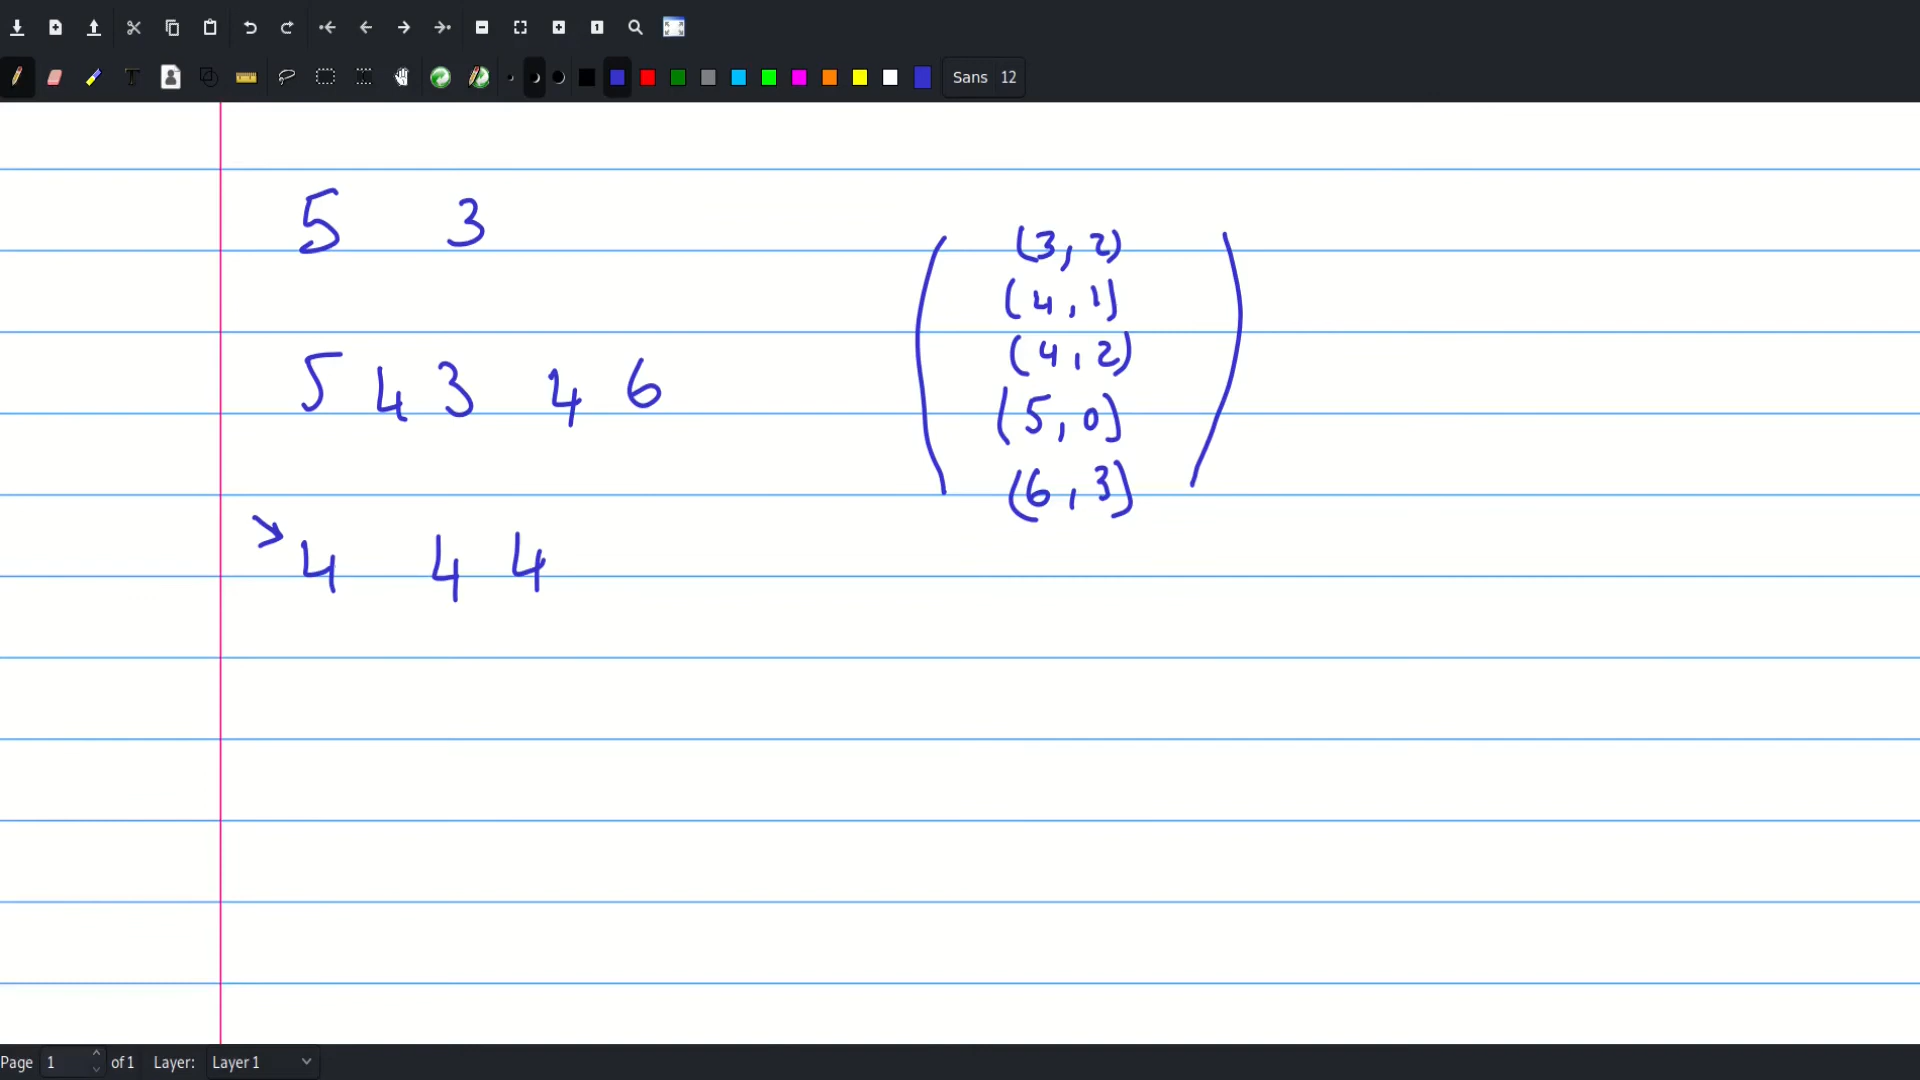 Sans 12
5 3
5 4 3 4 6
4 4 4
(3, 2)
(4, 1)
(4, 2)
(5, 0)
(6, 3)
Page 1 of 1 Layer: Layer 1